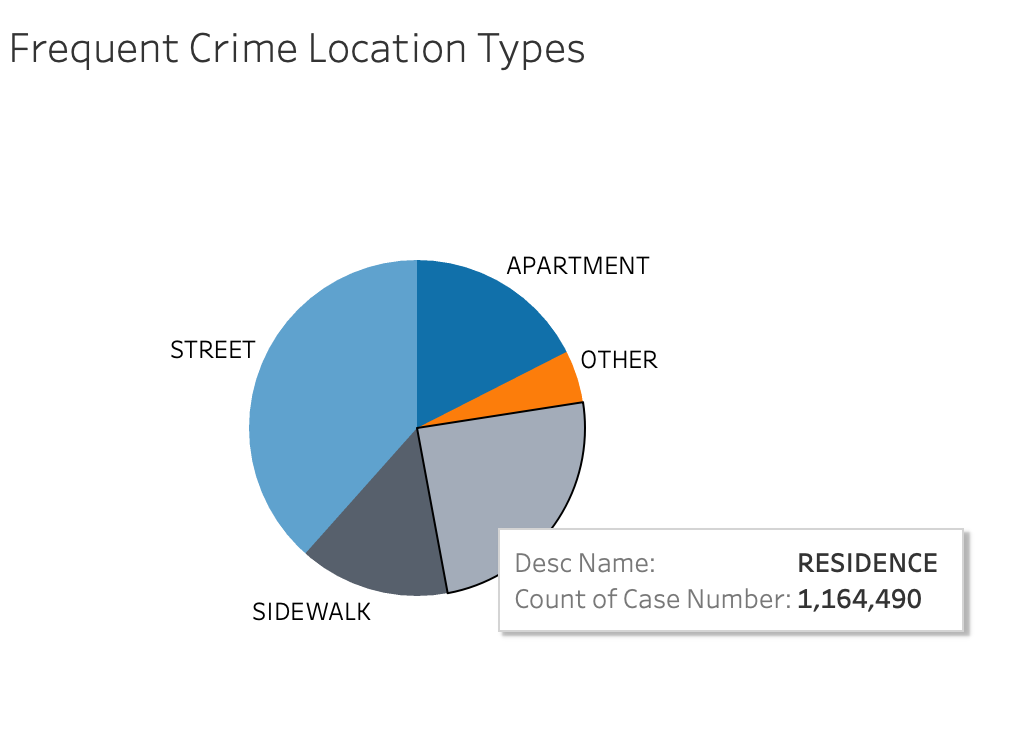 Frequent Crime Location Types
APARTMENT
STREET
OTHER
Desc Name: RESIDENCE
Count of Case Number: 1,164,490
SIDEWALK